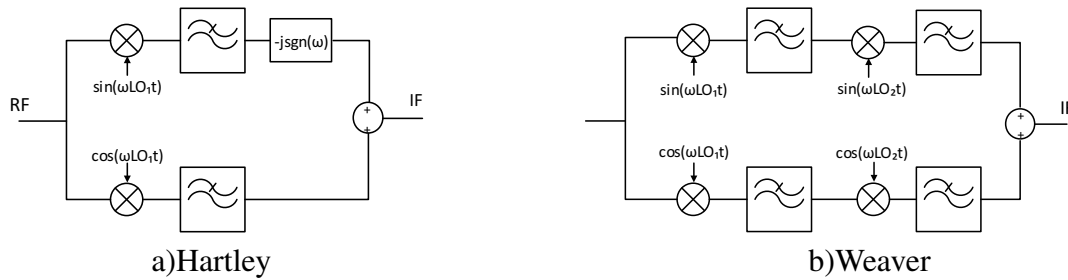 -jsgn(ω)
sin(ωLO₁t)
RF
+
+
IF
cos(ωLO₁t)
a)Hartley
sin(ωLO₁t)
sin(ωLO₂t)
+
+
cos(ωLO₁t)
cos(ωLO₂t)
b)Weaver